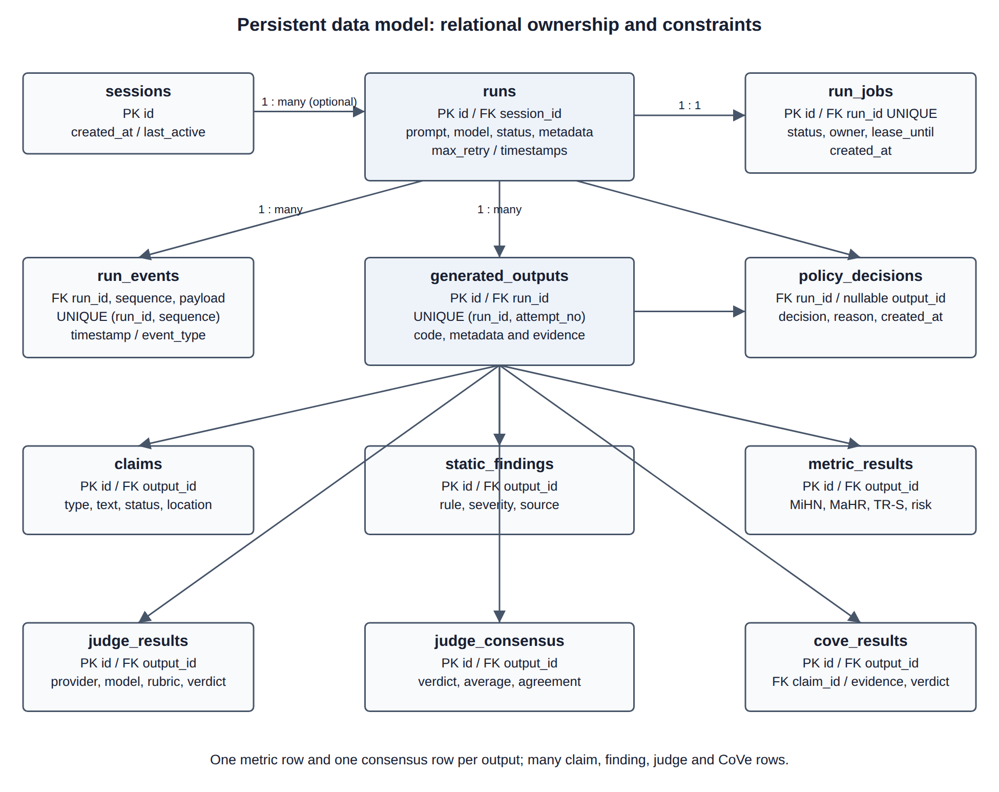 Persistent data model: relational ownership and constraints
sessions
PK id
created_at / last_active
1 : many (optional)
runs
PK id / FK session_id
prompt, model, status, metadata
max_retry / timestamps
1 : 1
run_jobs
PK id / FK run_id UNIQUE
status, owner, lease_until
created_at
1 : many
1 : many
run_events
FK run_id, sequence, payload
UNIQUE (run_id, sequence)
timestamp / event_type
generated_outputs
PK id / FK run_id
UNIQUE (run_id, attempt_no)
code, metadata and evidence
policy_decisions
FK run_id / nullable output_id
decision, reason, created_at
claims
PK id / FK output_id
type, text, status, location
static_findings
PK id / FK output_id
rule, severity, source
metric_results
PK id / FK output_id
MiHN, MaHR, TR-S, risk
judge_results
PK id / FK output_id
provider, model, rubric, verdict
judge_consensus
PK id / FK output_id
verdict, average, agreement
cove_results
PK id / FK output_id
FK claim_id / evidence, verdict
One metric row and one consensus row per output; many claim, finding, judge and CoVe rows.